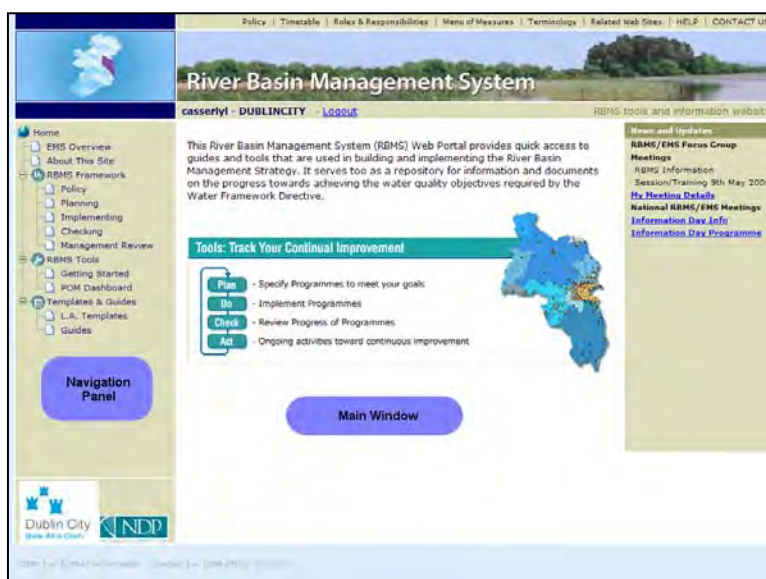 Policy | Timetable | Roles & Responsibilities | Menu of Measures | Terminology | Related Web Sites | HELP | CONTACT US
River Basin Management System
casserlyl - DUBLINCITY - Logout
RBMS tools and information website
Home
EMS Overview
About This Site
RBMS Framework
Policy
Planning
Implementing
Checking
Management Review
RBMS Tools
Getting Started
POM Dashboard
Templates & Guides
L.A. Templates
Guides
Navigation
Panel
This River Basin Management System (RBMS) Web Portal provides quick access to
guides and tools that are used in building and implementing the River Basin
Management Strategy. It serves too as a repository for information and documents
on the progress towards achieving the water quality objectives required by the
Water Framework Directive.
Tools: Track Your Continual Improvement
Plan - Specify Programmes to meet your goals
Do - Implement Programmes
Check - Review Progress of Programmes
Act - Ongoing activities toward continuous improvement
Main Window
News and Updates
RBMS/EMS Focus Group
Meetings
RBMS Information
Session/Training 9th May 200
My Meeting Details
National RBMS/EMS Meetings
Information Day Info
Information Day Programme
Dublin City
Baile Átha Cliath
NDP